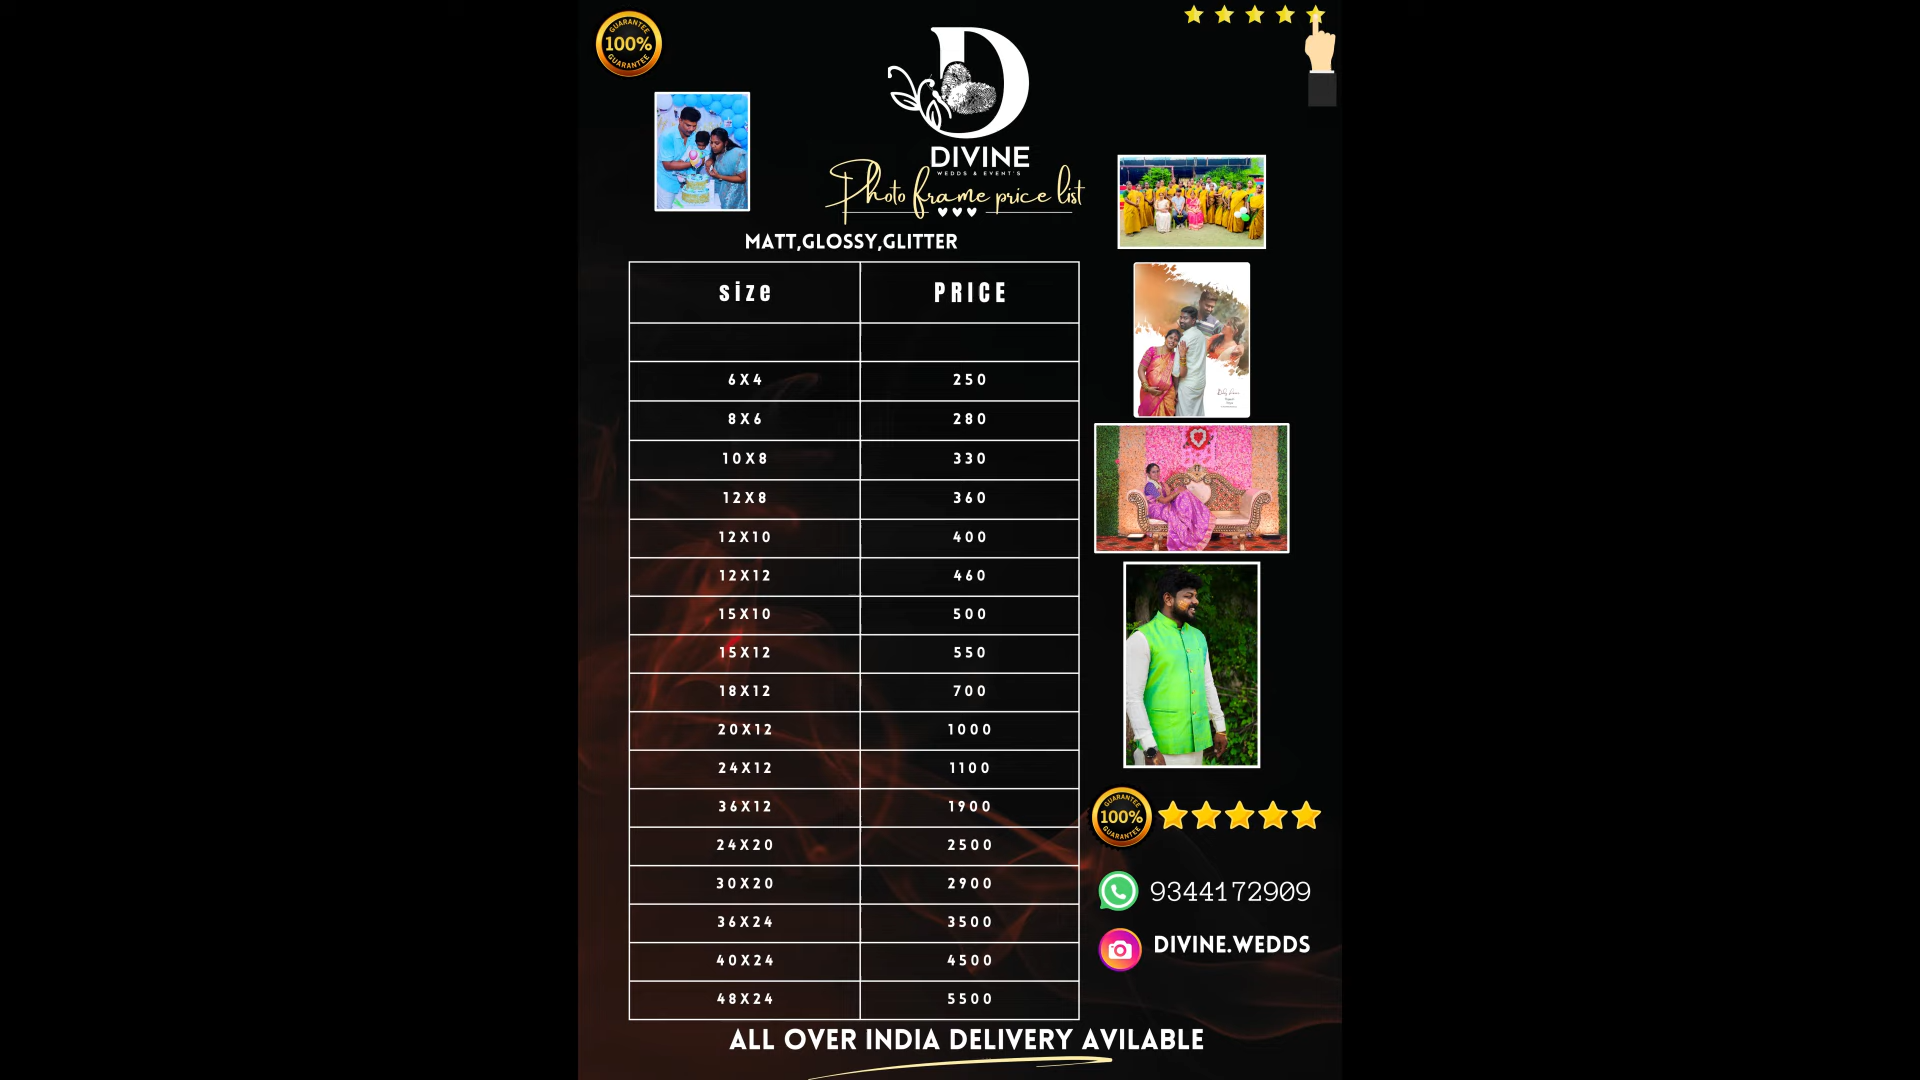 GUARANTEE
100%
GUARANTEE
DIVINE
WEDDS & EVENT'S
Photo frame price list
MATT,GLOSSY,GLITTER
size PRICE
6X4 250
8X6 280
10X8 330
12X8 360
12X10 400
12X12 460
15X10 500
15X12 550
18X12 700
20X12 1000
24X12 1100
36X12 1900
24X20 2500
30X20 2900
36X24 3500
40X24 4500
48X24 5500
GUARANTEE
100%
GUARANTEE
9344172909
DIVINE.WEDDS
ALL OVER INDIA DELIVERY AVILABLE